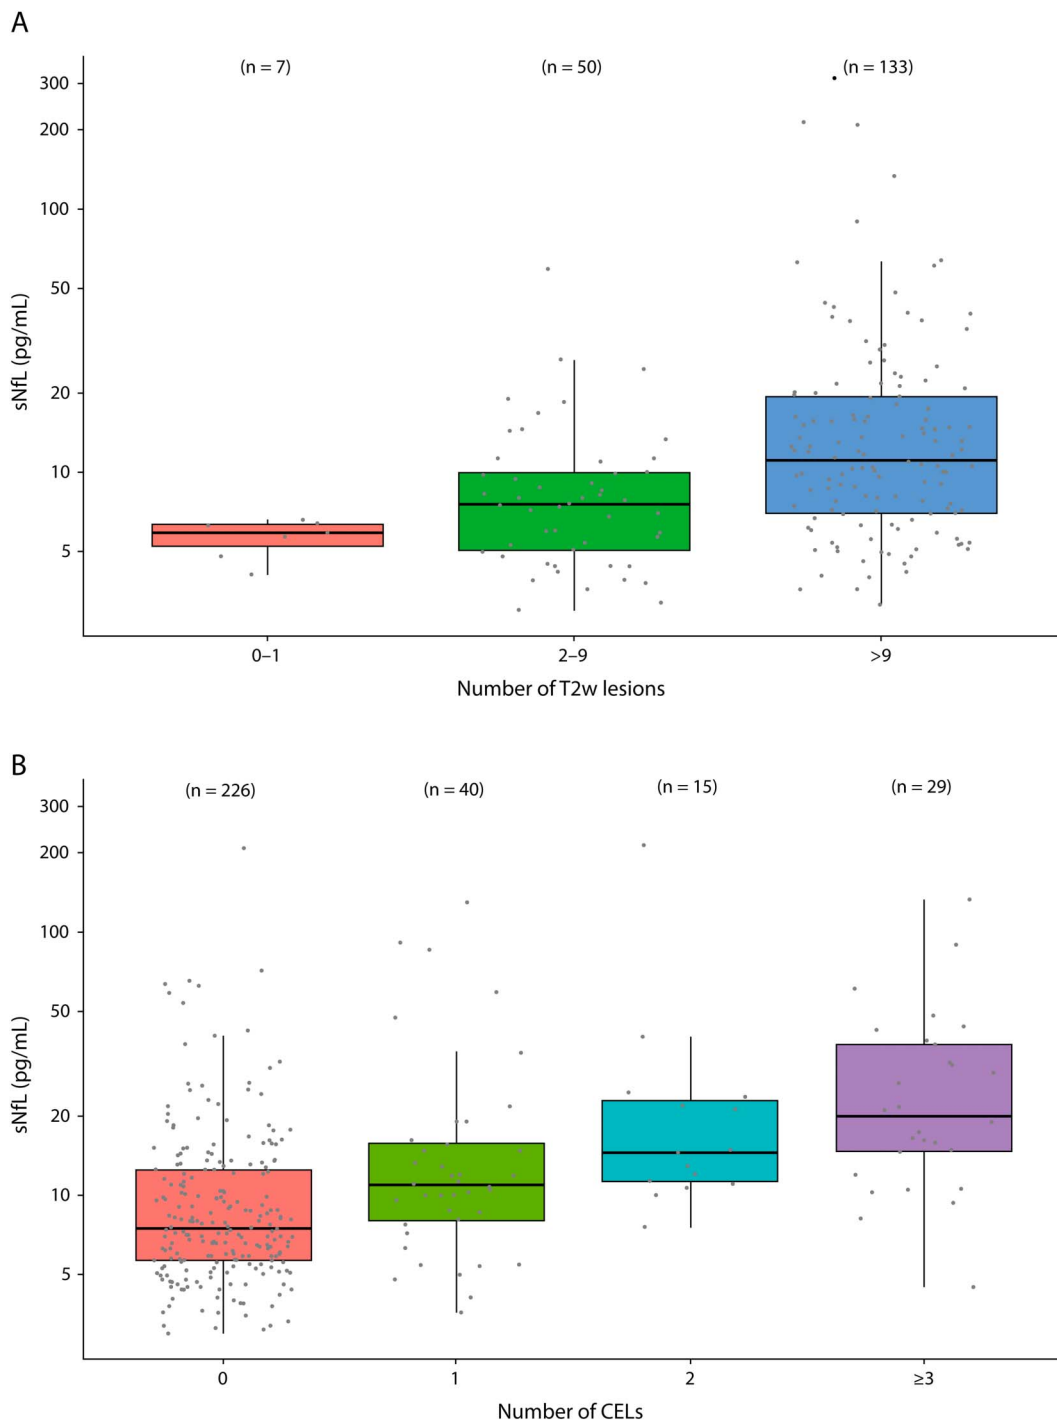 A
(n = 7) (n = 50) (n = 133)
300
200
100
50
20
10
5
sNfL (pg/mL)
0–1 2–9 >9
Number of T2w lesions
B
(n = 226) (n = 40) (n = 15) (n = 29)
300
200
100
50
20
10
5
sNfL (pg/mL)
0 1 2 ≥3
Number of CELs